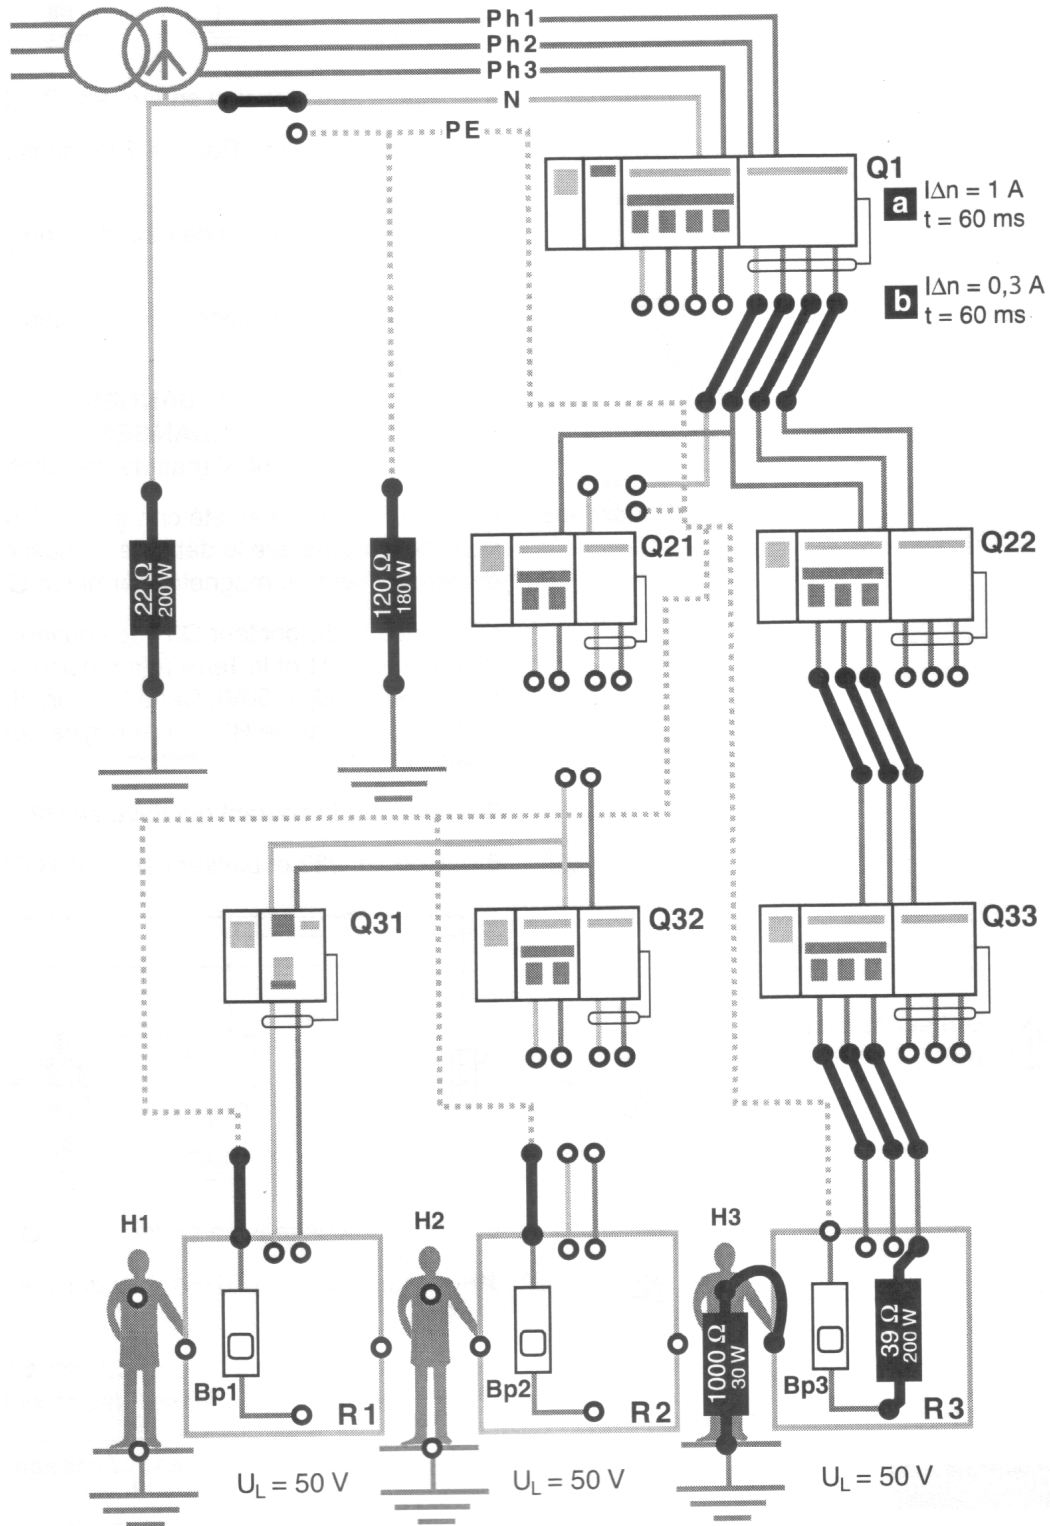 Ph1
Ph2
Ph3
N
PE
Q1
a IΔn = 1 A
t = 60 ms
b IΔn = 0,3 A
t = 60 ms
22 Ω
200 W
120 Ω
180 W
Q21
Q22
Q31
Q32
Q33
H1
H2
H3
1000 Ω
30 W
39 Ω
200 W
Bp1
R1
Bp2
R2
Bp3
R3
UL = 50 V
UL = 50 V
UL = 50 V